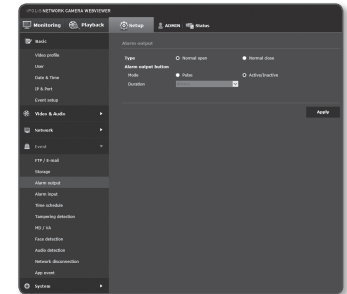 iPOLiS NETWORK CAMERA WEBVIEWER
Monitoring Playback Setup ADMIN Status
Basic
Video profile
User
Date & Time
IP & Port
Event setup
Video & Audio
Network
Event
FTP / E-mail
Storage
Alarm output
Alarm input
Time schedule
Tampering detection
MD / VA
Face detection
Audio detection
Network disconnection
App event
System
Alarm output
Type Normal open Normal close
Alarm output button
Mode Pulse Active/Inactive
Duration
Apply